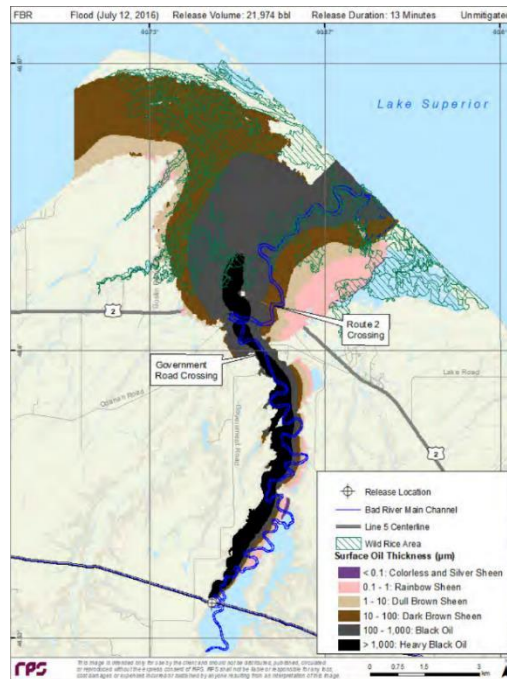 FBR Flood (July 12, 2016) Release Volume: 21,974 bbl Release Duration: 13 Minutes Unmitigated
Lake Superior
2
Route 2
Crossing
Government
Road Crossing
Lake Road
Government Road
2
Release Location
Bad River Main Channel
Line 5 Centerline
Wild Rice Area
Surface Oil Thickness (µm)
< 0.1: Colorless and Silver Sheen
0.1 - 1: Rainbow Sheen
1 - 10: Dull Brown Sheen
10 - 100: Dark Brown Sheen
100 - 1,000: Black Oil
> 1,000: Heavy Black Oil
RPS
0 0.75 1.5 3